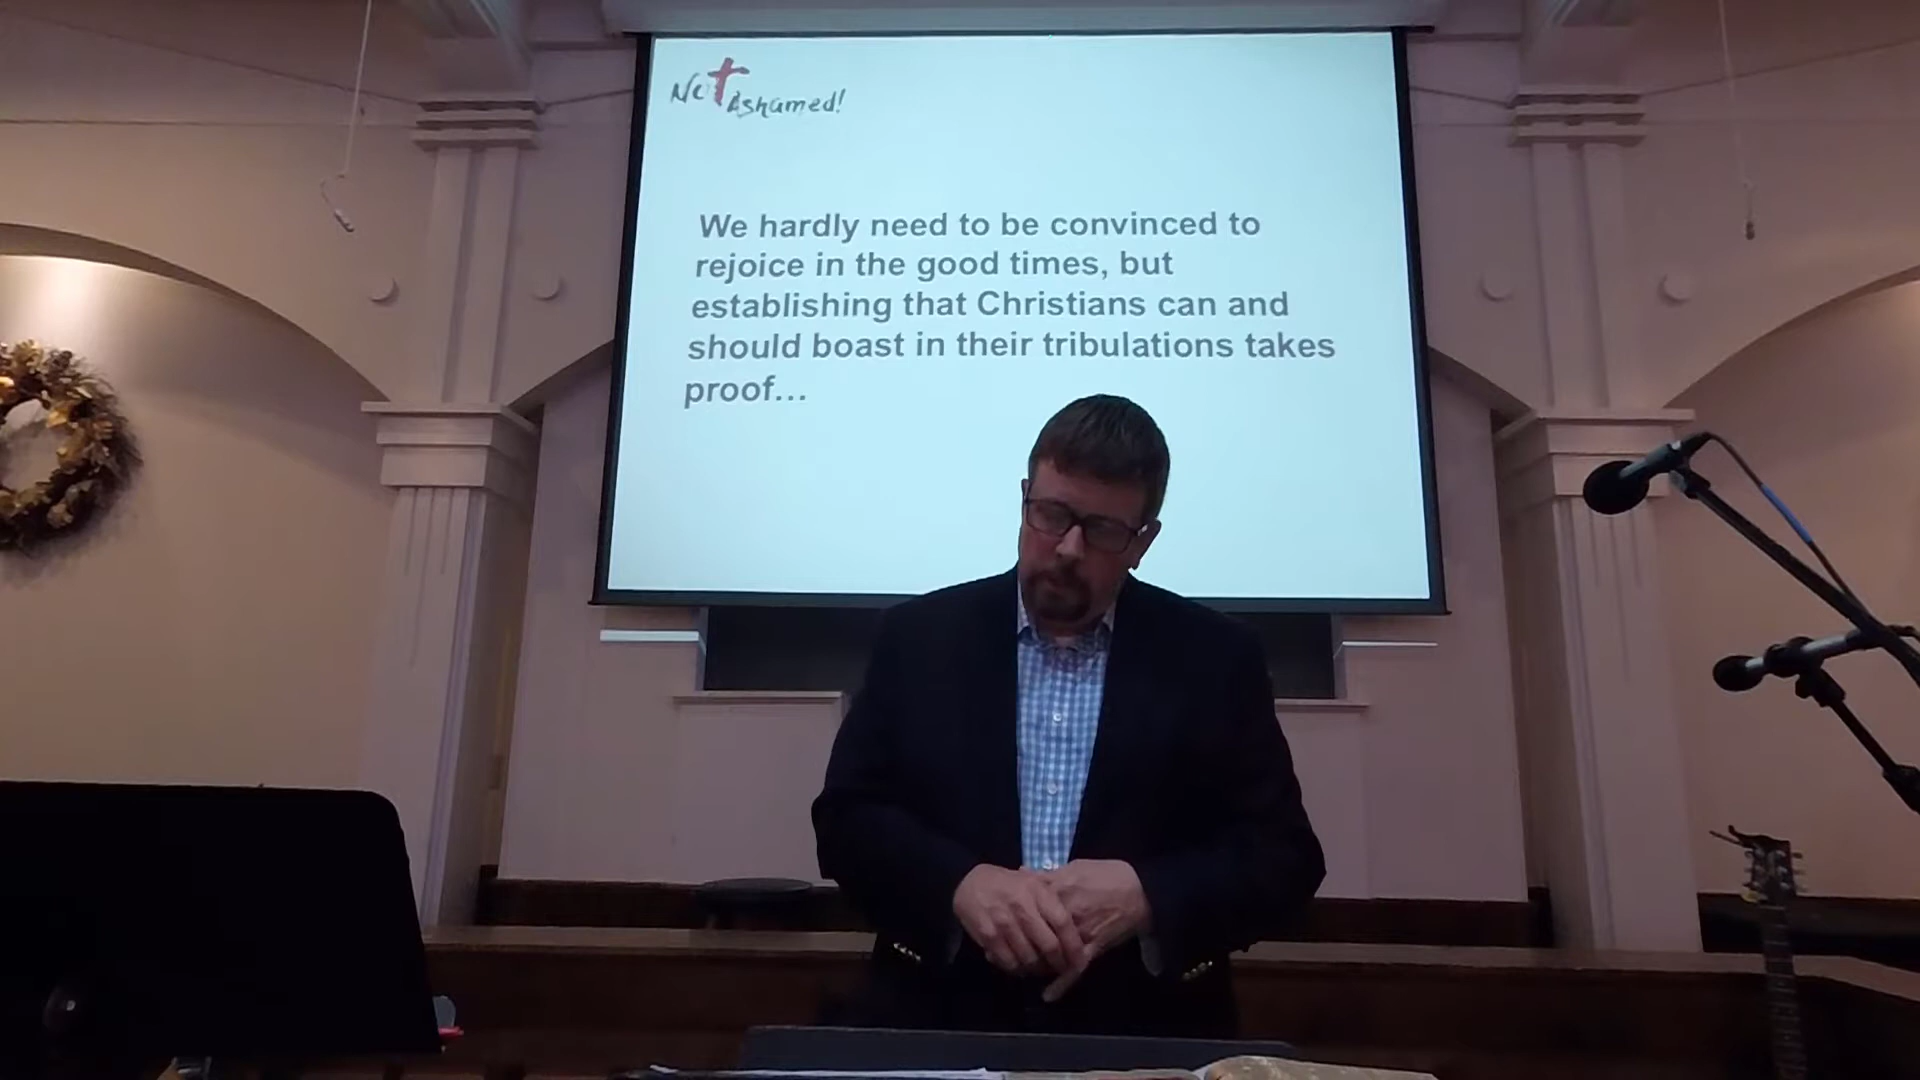 Not Ashamed!
We hardly need to be convinced to
rejoice in the good times, but
establishing that Christians can and
should boast in their tribulations takes
proof...